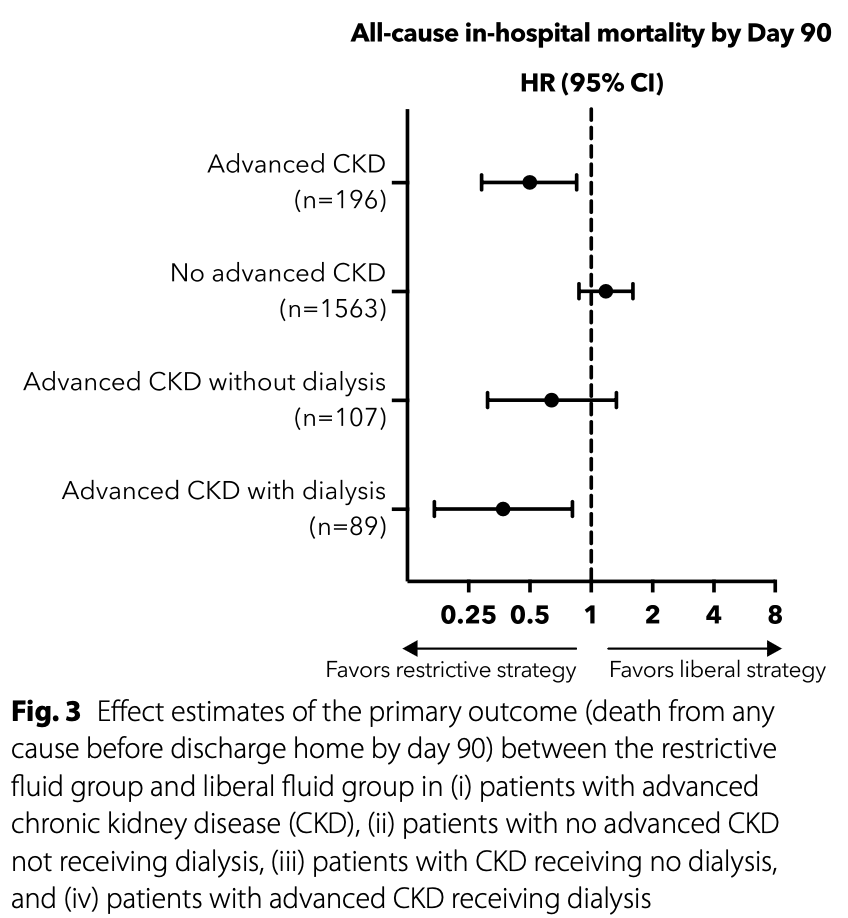 All-cause in-hospital mortality by Day 90
HR (95% CI)
Advanced CKD
(n=196)
No advanced CKD
(n=1563)
Advanced CKD without dialysis
(n=107)
Advanced CKD with dialysis
(n=89)
0.25 0.5 1 2 4 8
Favors restrictive strategy Favors liberal strategy
Fig. 3 Effect estimates of the primary outcome (death from any
cause before discharge home by day 90) between the restrictive
fluid group and liberal fluid group in (i) patients with advanced
chronic kidney disease (CKD), (ii) patients with no advanced CKD
not receiving dialysis, (iii) patients with CKD receiving no dialysis,
and (iv) patients with advanced CKD receiving dialysis